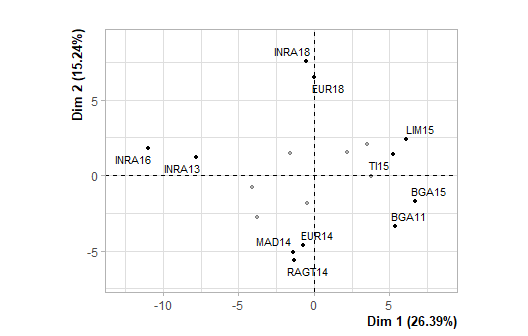 Dim 2 (15.24%)
INRA18
EUR18
5
LIM15
INRA16
INRA13
TI15
0
BGA15
BGA11
EUR14
MAD14
-5
RAGT14
-10
-5
0
5
Dim 1 (26.39%)